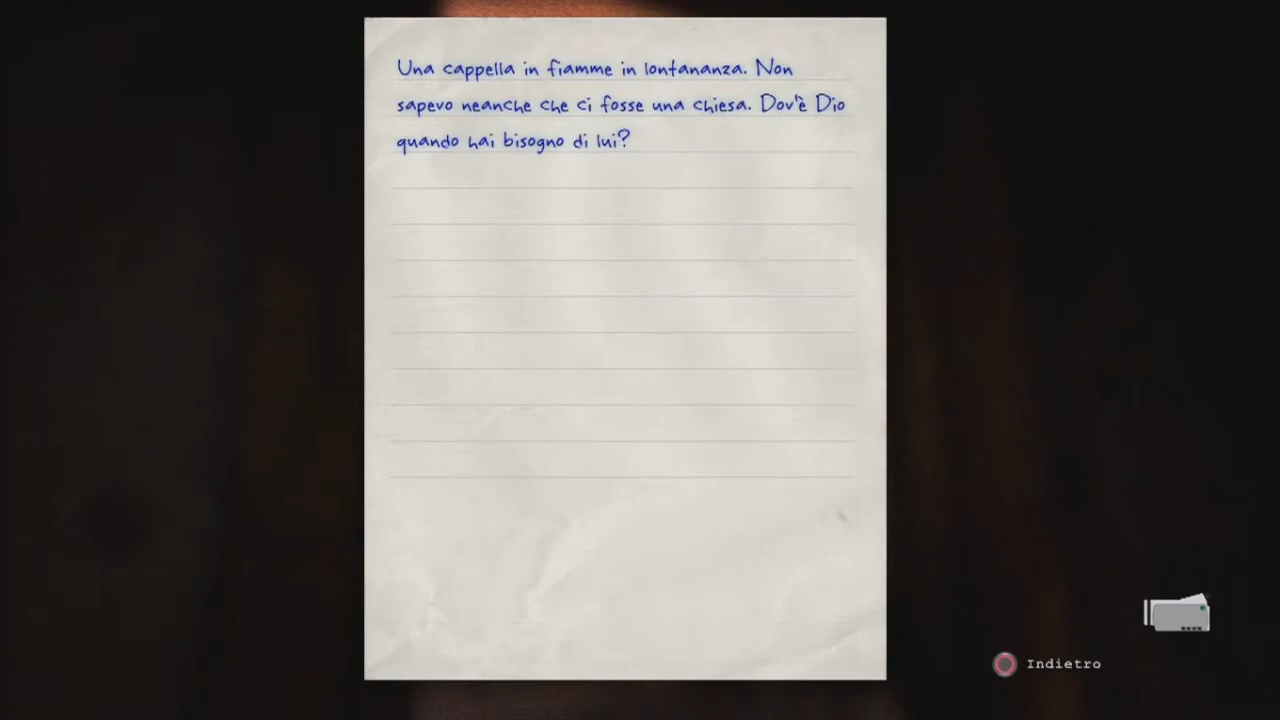 Una cappella in fiamme in lontananza. Non
sapevo neanche che ci fosse una chiesa. Dov'è Dio
quando hai bisogno di lui?
Indietro